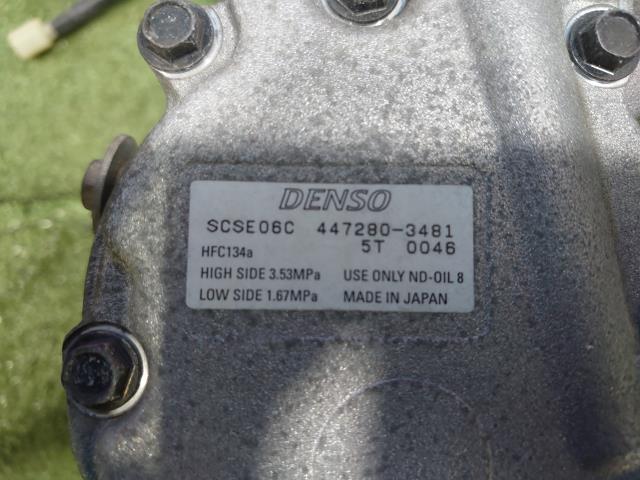 DENSO
SCSE06C 447280-3481
5T 0046
HFC134a
HIGH SIDE 3.53MPa USE ONLY ND-OIL 8
LOW SIDE 1.67MPa MADE IN JAPAN